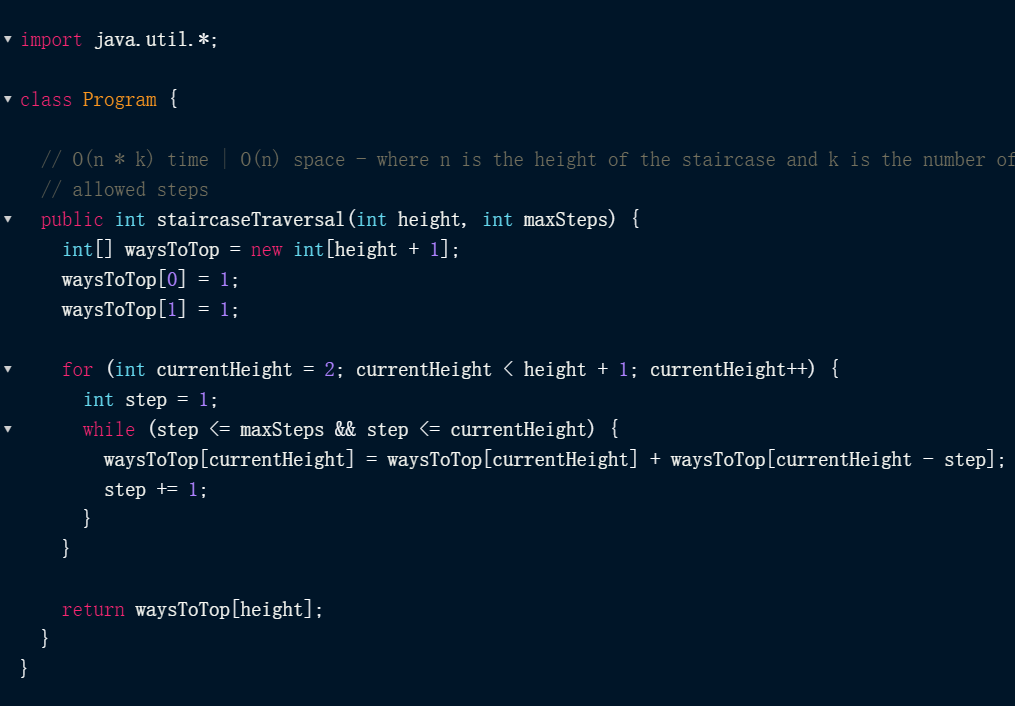 import java.util.*;
class Program {
// O(n * k) time | O(n) space - where n is the height of the staircase and k is the number of
// allowed steps
public int staircaseTraversal(int height, int maxSteps) {
int[] waysToTop = new int[height + 1];
waysToTop[0] = 1;
waysToTop[1] = 1;
for (int currentHeight = 2; currentHeight < height + 1; currentHeight++) {
int step = 1;
while (step <= maxSteps && step <= currentHeight) {
waysToTop[currentHeight] = waysToTop[currentHeight] + waysToTop[currentHeight - step];
step += 1;
}
}
return waysToTop[height];
}
}